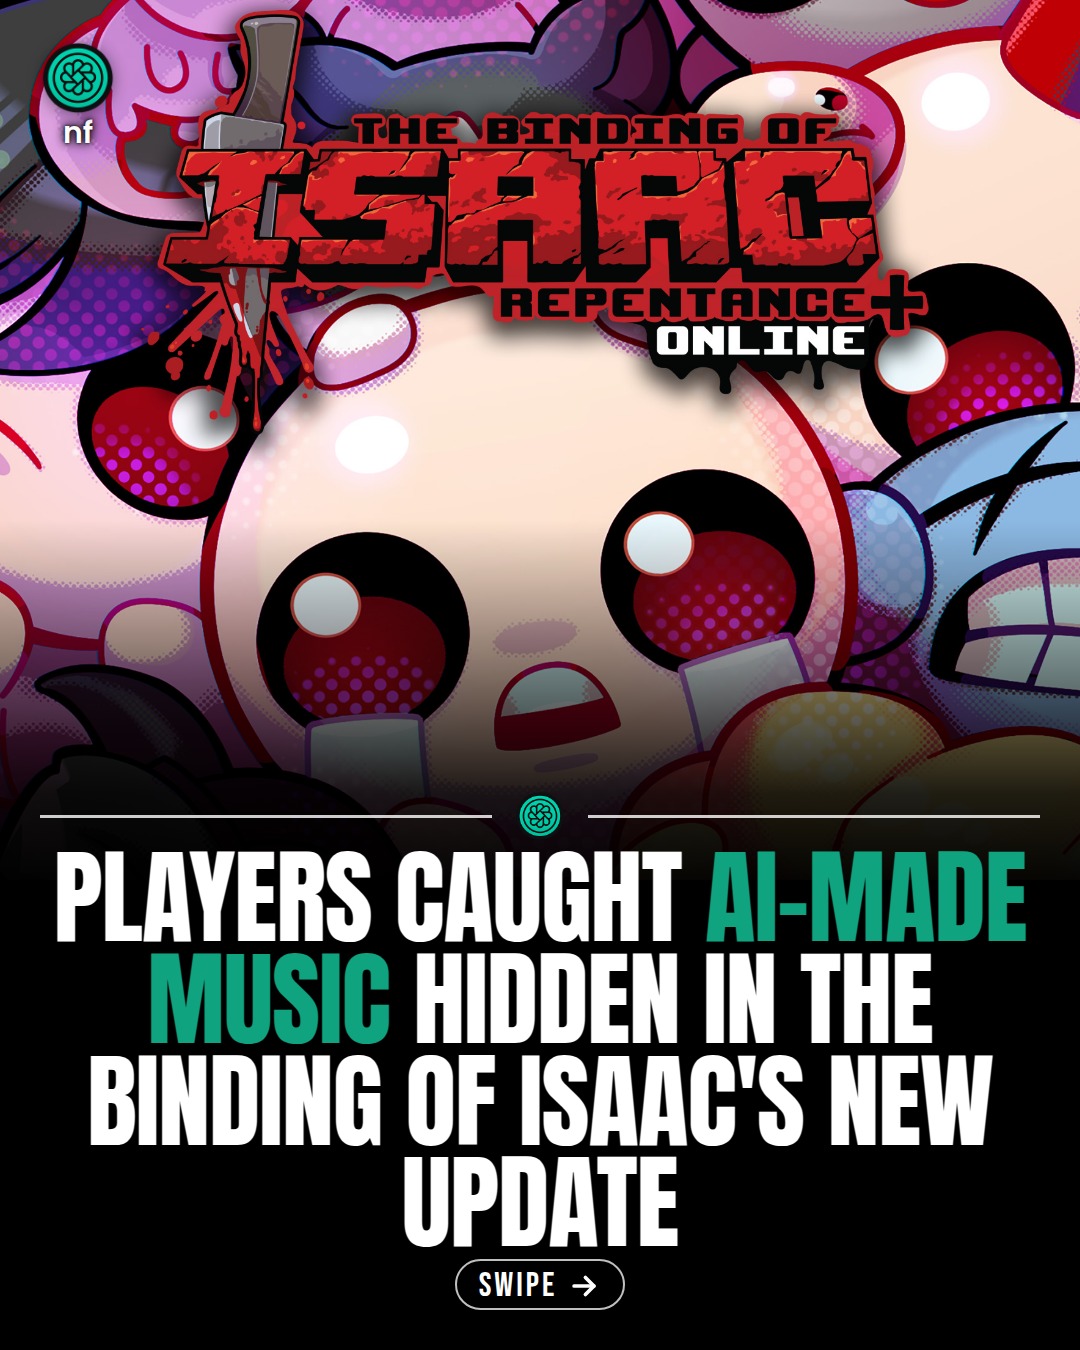 nf
THE BINDING OF
ISAAC
REPENTANCE+
ONLINE
PLAYERS CAUGHT AI-MADE
MUSIC HIDDEN IN THE
BINDING OF ISAAC'S NEW
UPDATE
SWIPE →